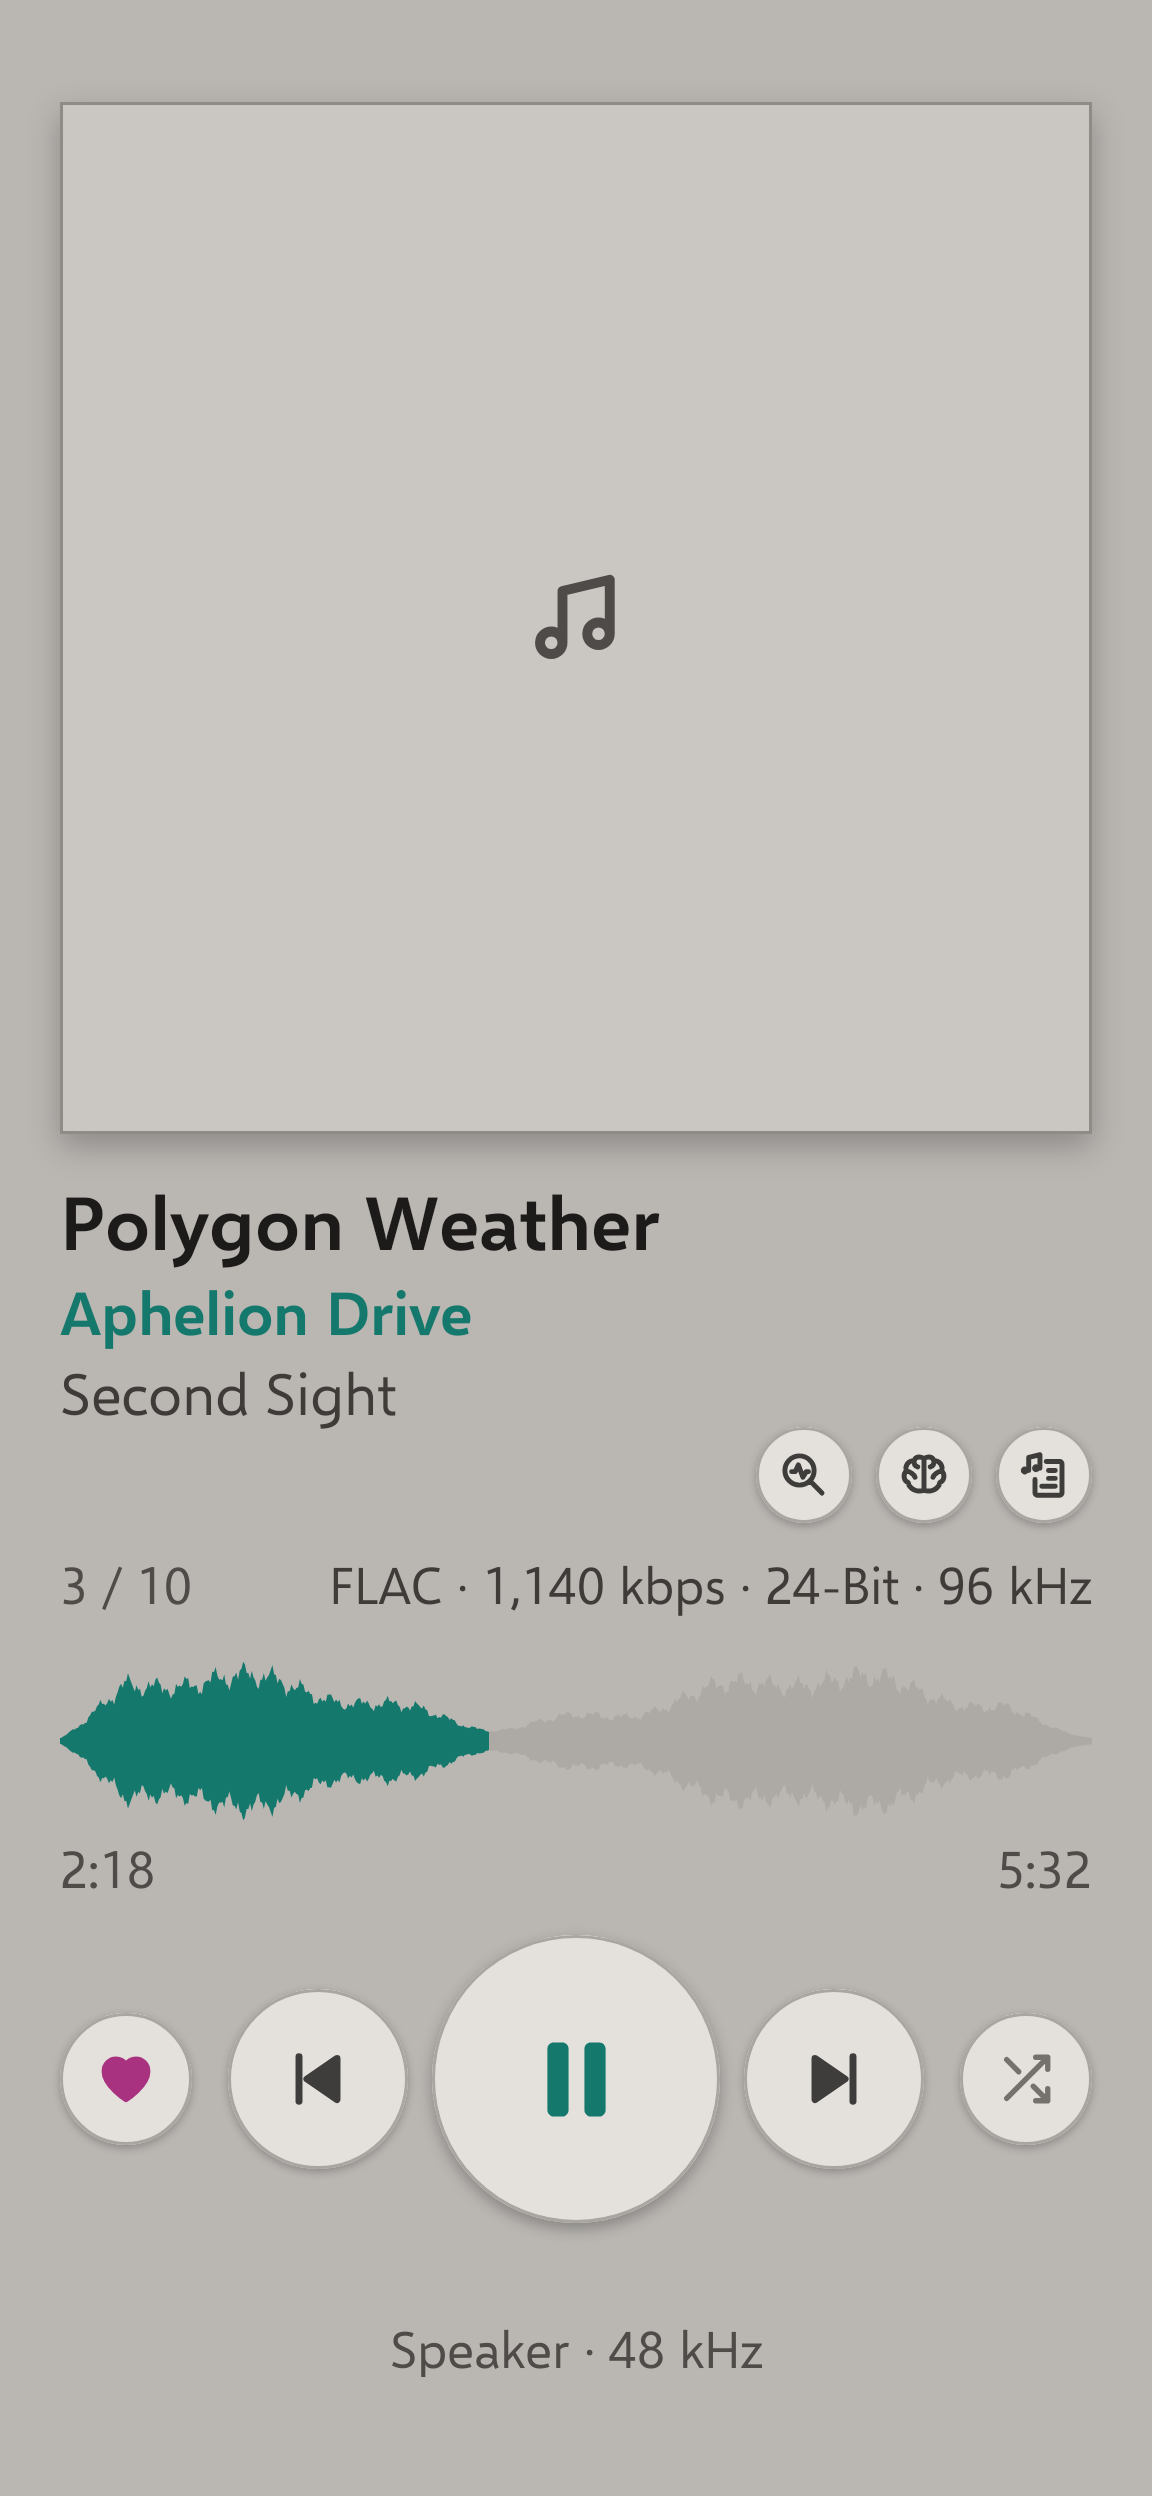 Polygon Weather
Aphelion Drive
Second Sight
3 / 10 FLAC · 1,140 kbps · 24-Bit · 96 kHz
2:18 5:32
Speaker · 48 kHz